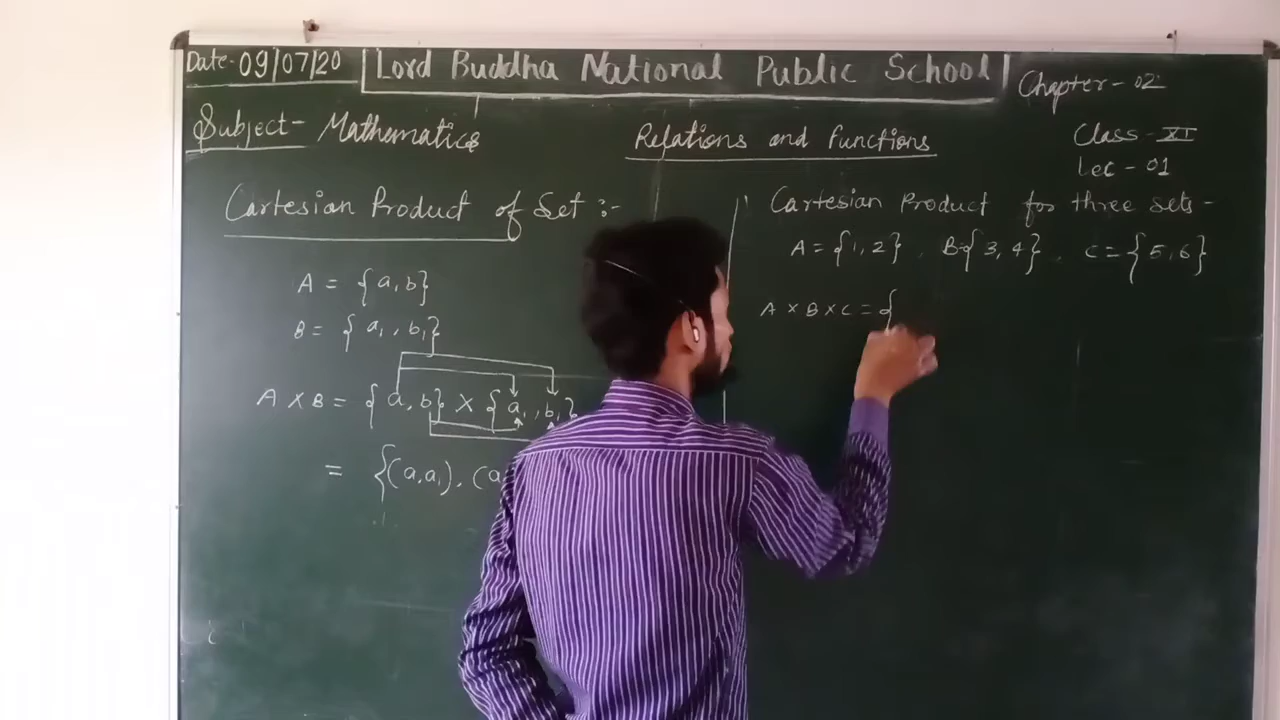 Date- 09/07/20
Lord Buddha National Public School
Chapter- 02
Subject- Mathematics
Relations and Functions
Class- XI
Lec - 01
Cartesian Product of Set :-
A = {a, b}
B = { a₁, b₁}
A × B = { a, b} × { a₁, b₁}
= {(a, a₁), (a
Cartesian Product for three sets -
A = {1, 2} , B={3, 4} , C = {5, 6}
A × B × C = {